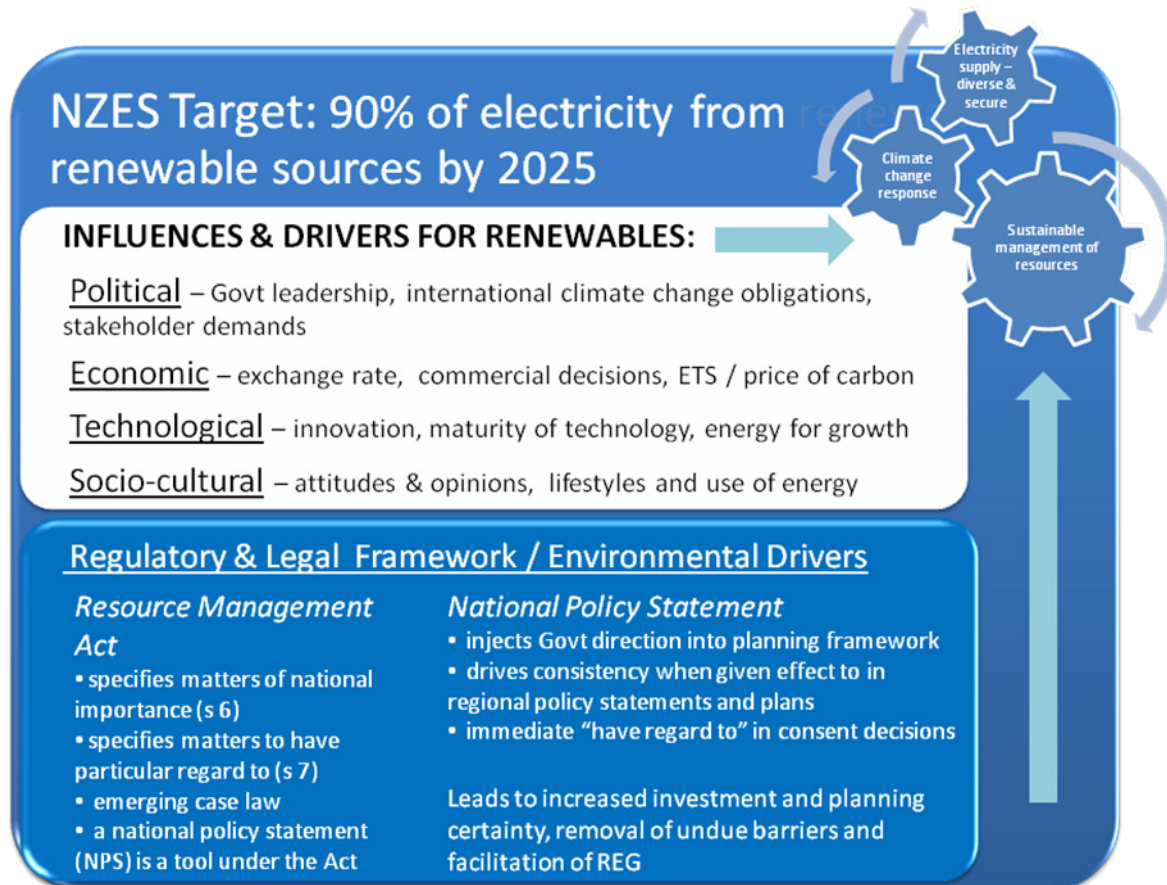 NZES Target: 90% of electricity from renewa
renewable sources by 2025
Electricity
supply –
diverse &
secure
Climate
change
response
Sustainable
management of
resources
INFLUENCES & DRIVERS FOR RENEWABLES:
Political – Govt leadership, international climate change obligations,
stakeholder demands
Economic – exchange rate, commercial decisions, ETS / price of carbon
Technological – innovation, maturity of technology, energy for growth
Socio-cultural – attitudes & opinions, lifestyles and use of energy
Regulatory & Legal Framework / Environmental Drivers
Resource Management
Act
• specifies matters of national
importance (s 6)
• specifies matters to have
particular regard to (s 7)
• emerging case law
• a national policy statement
(NPS) is a tool under the Act
National Policy Statement
• injects Govt direction into planning framework
• drives consistency when given effect to in
regional policy statements and plans
• immediate “have regard to” in consent decisions
Leads to increased investment and planning
certainty, removal of undue barriers and
facilitation of REG